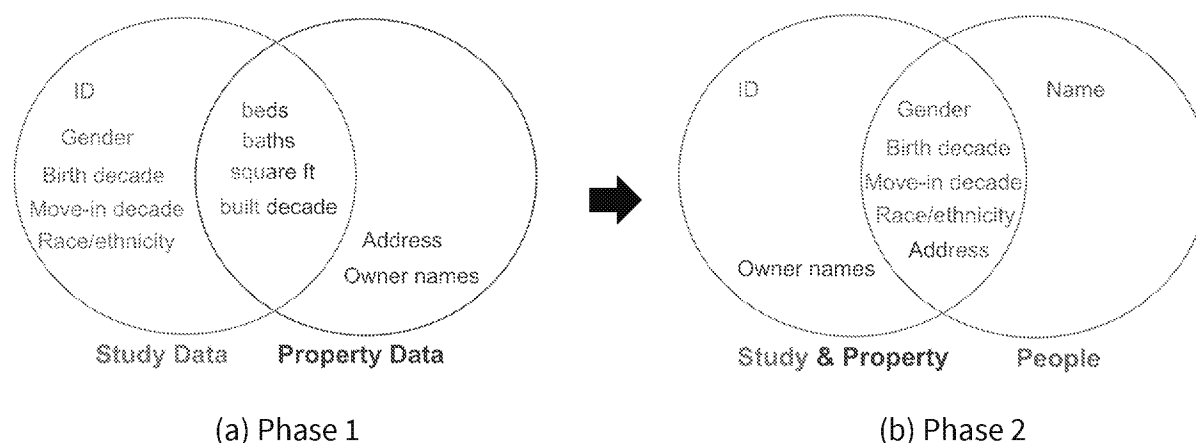 ID
Gender
Birth decade
Move-in decade
Race/ethnicity
beds
baths
square ft
built decade
Address
Owner names
Study Data
Property Data
(a) Phase 1
ID
Owner names
Gender
Birth decade
Move-in decade
Race/ethnicity
Address
Name
Study & Property
People
(b) Phase 2